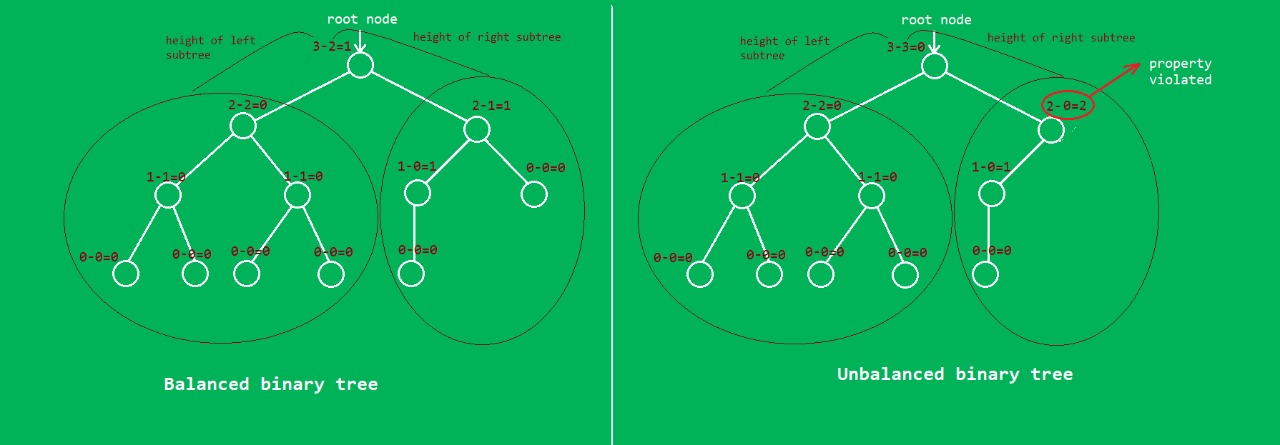 root node
height of left
subtree
3-2=1
height of right subtree
2-2=0
2-1=1
1-1=0
1-1=0
1-0=1
0-0=0
0-0=0
0-0=0
0-0=0
0-0=0
0-0=0
Balanced binary tree
root node
height of left
subtree
3-3=0
height of right subtree
property
violated
2-2=0
2-0=2
1-1=0
1-1=0
1-0=1
0-0=0
0-0=0
0-0=0
0-0=0
0-0=0
Unbalanced binary tree